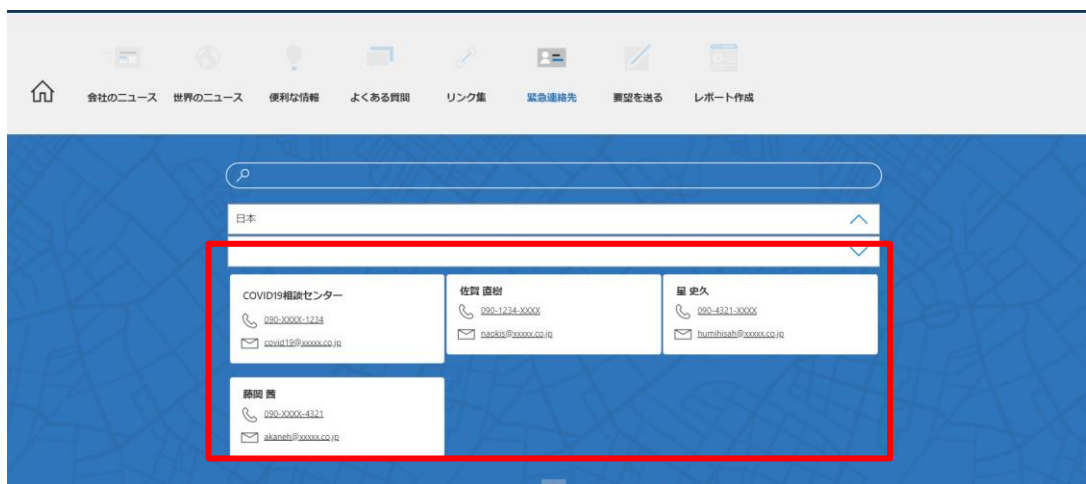 会社のニュース 世界のニュース 便利な情報 よくある質問 リンク集 緊急連絡先 要望を送る レポート作成
日本
COVID19相談センター
090-XXXX-1234
covid19@xxxxx.co.jp
佐賀 直樹
090-1234-XXXX
naokis@xxxxx.co.jp
星 史久
090-4321-XXXX
humihisah@xxxxx.co.jp
藤岡 茜
090-XXXX-4321
akaneh@xxxxx.co.jp